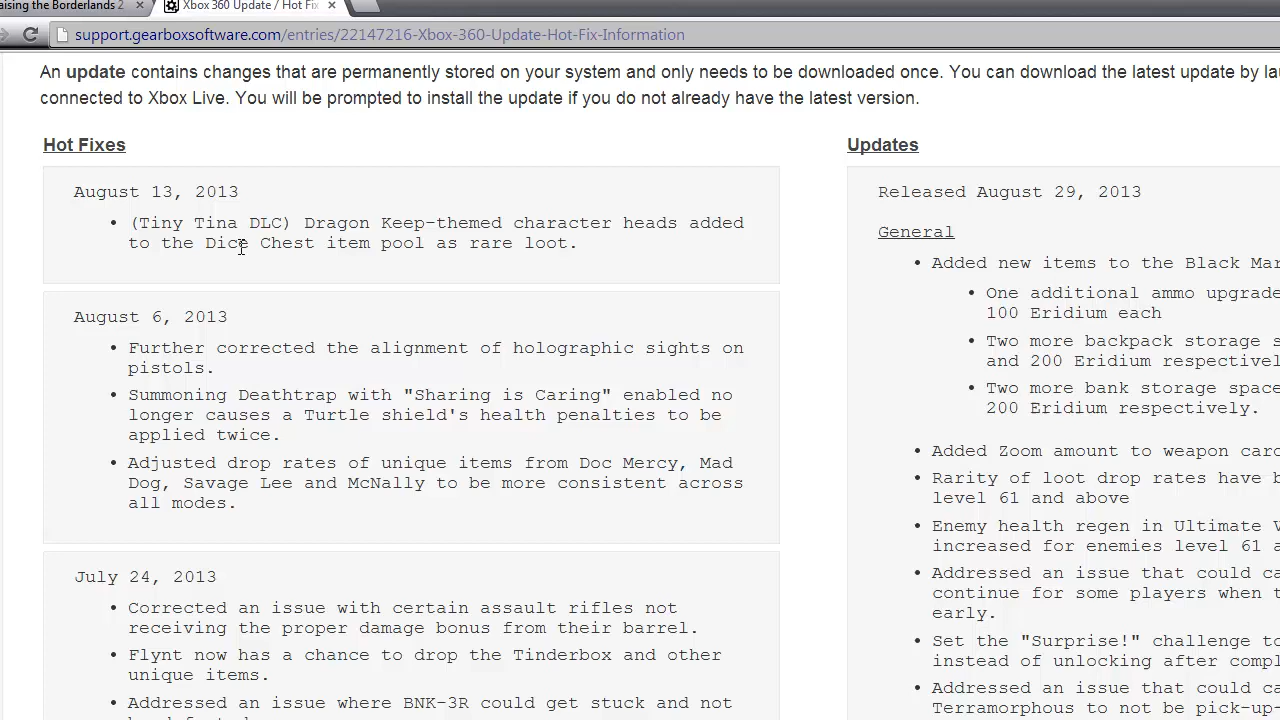 aising the Borderlands 2
Xbox 360 Update / Hot Fix
support.gearboxsoftware.com/entries/22147216-Xbox-360-Update-Hot-Fix-Information
An update contains changes that are permanently stored on your system and only needs to be downloaded once. You can download the latest update by
connected to Xbox Live. You will be prompted to install the update if you do not already have the latest version.
Hot Fixes
August 13, 2013
• (Tiny Tina DLC) Dragon Keep-themed character heads added
to the Dice Chest item pool as rare loot.
August 6, 2013
• Further corrected the alignment of holographic sights on
pistols.
• Summoning Deathtrap with "Sharing is Caring" enabled no
longer causes a Turtle shield's health penalties to be
applied twice.
• Adjusted drop rates of unique items from Doc Mercy, Mad
Dog, Savage Lee and McNally to be more consistent across
all modes.
July 24, 2013
• Corrected an issue with certain assault rifles not
receiving the proper damage bonus from their barrel.
• Flynt now has a chance to drop the Tinderbox and other
unique items.
• Addressed an issue where BNK-3R could get stuck and not
Updates
Released August 29, 2013
General
• Added new items to the Black Mar
• One additional ammo upgrade
100 Eridium each
• Two more backpack storage s
and 200 Eridium respectivel
• Two more bank storage space
200 Eridium respectively.
• Added Zoom amount to weapon card
• Rarity of loot drop rates have b
level 61 and above
• Enemy health regen in Ultimate V
increased for enemies level 61 a
• Addressed an issue that could ca
continue for some players when t
early.
• Set the "Surprise!" challenge to
instead of unlocking after compl
• Addressed an issue that could ca
Terramorphous to not be pick-up-